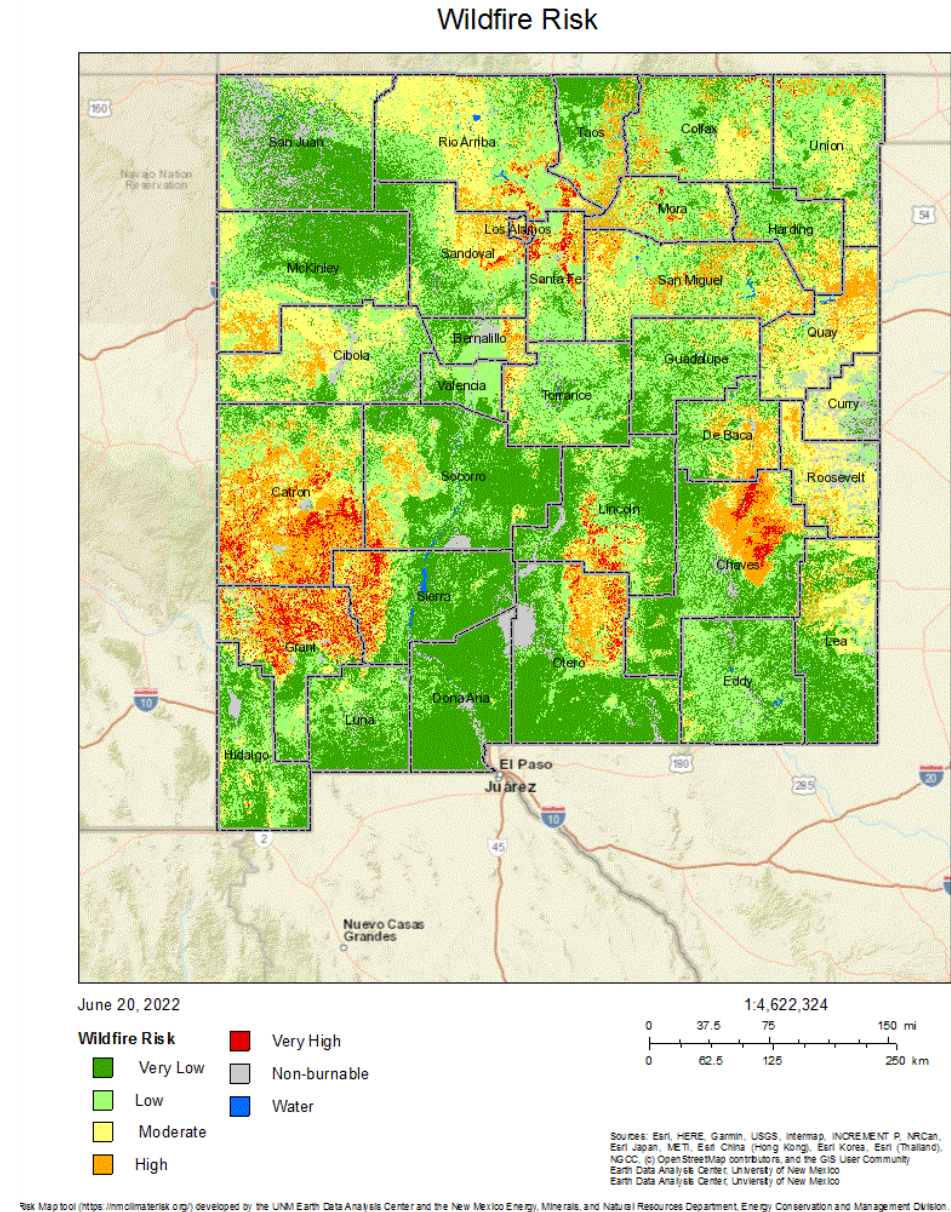 Wildfire Risk
160
San Juan
Rio Arriba
Taos
Colfax
Union
Navajo Nation
Reservation
54
Mora
Harding
Los Alamos
Sandoval
McKinley
Santa Fe
San Miguel
Quay
Bernalillo
Cibola
Guadalupe
Valencia
Torrance
Curry
De Baca
Socorro
Roosevelt
Catron
Lincoln
Chaves
Sierra
Grant
Lea
Otero
Eddy
10
Dona Ana
Luna
Hidalgo
El Paso
Juárez
180
285
20
10
2
45
Nuevo Casas
Grandes
June 20, 2022
1:4,622,324
Wildfire Risk
Very Low
Low
Moderate
High
Very High
Non-burnable
Water
0 37.5 75 150 mi
0 62.5 125 250 km
Sources: Esri, HERE, Garmin, USGS, Intermap, INCREMENT P, NRCan,
Esri Japan, METI, Esri China (Hong Kong), Esri Korea, Esri (Thailand),
NGCC, (c) OpenStreetMap contributors, and the GIS User Community
Earth Data Analysis Center, University of New Mexico
Earth Data Analysis Center, Unviersity of New Mexico
Risk Map tool (https://nmclimaterisk.org/) developed by the UNM Earth Data Analysis Center and the New Mexico Energy, Minerals, and Natural Resources Department, Energy Conservation and Management Division.